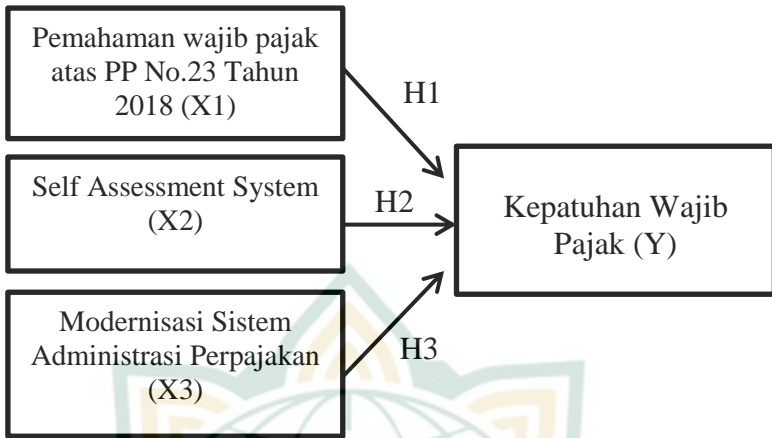 Pemahaman wajib pajak
atas PP No.23 Tahun
2018 (X1)
H1
Self Assessment System
(X2)
H2
Kepatuhan Wajib
Pajak (Y)
Modernisasi Sistem
Administrasi Perpajakan
(X3)
H3